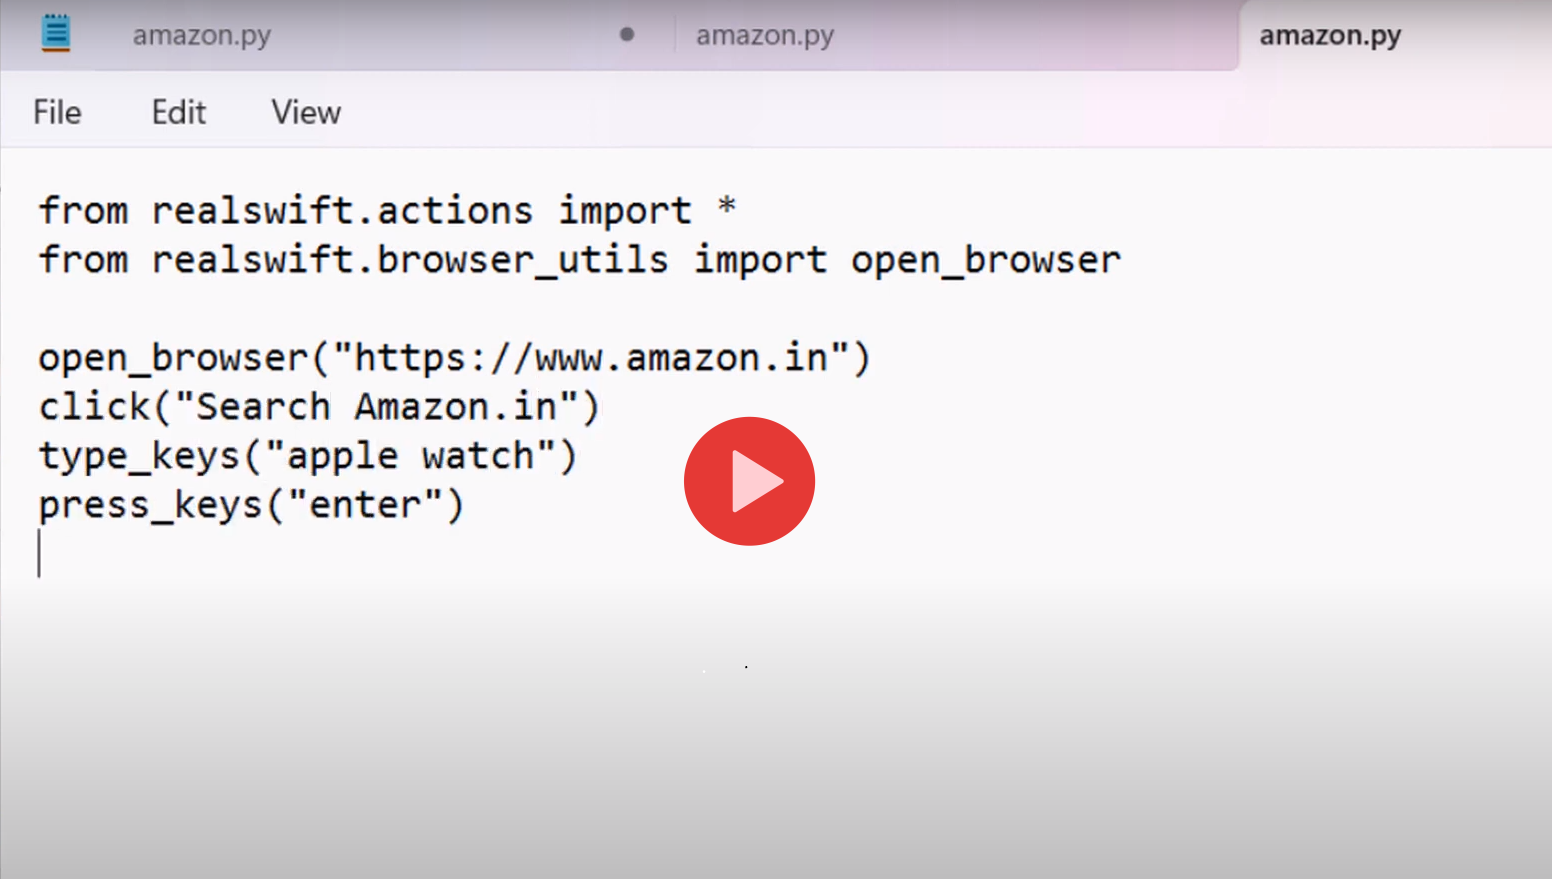 amazon.py amazon.py amazon.py
File Edit View
from realswift.actions import *
from realswift.browser_utils import open_browser
open_browser("https://www.amazon.in")
click("Search Amazon.in")
type_keys("apple watch")
press_keys("enter")